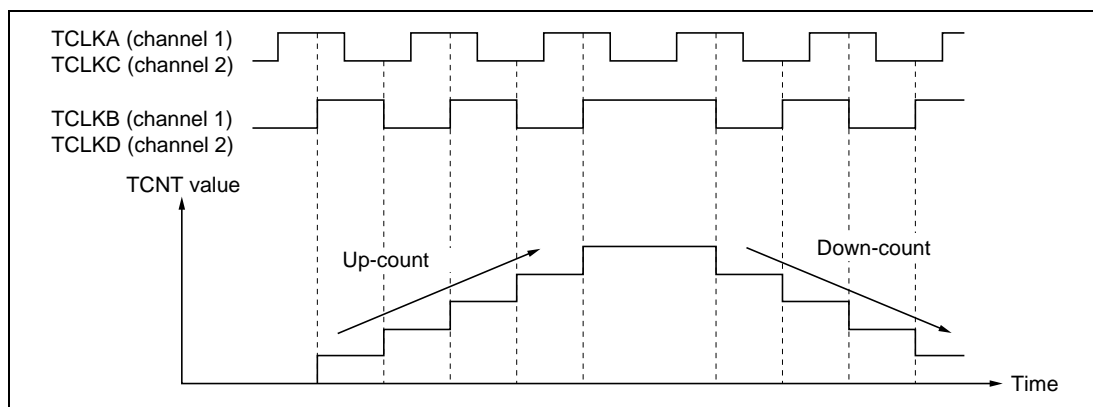 TCLKA (channel 1)
TCLKC (channel 2)
TCLKB (channel 1)
TCLKD (channel 2)
TCNT value
Up-count
Down-count
Time